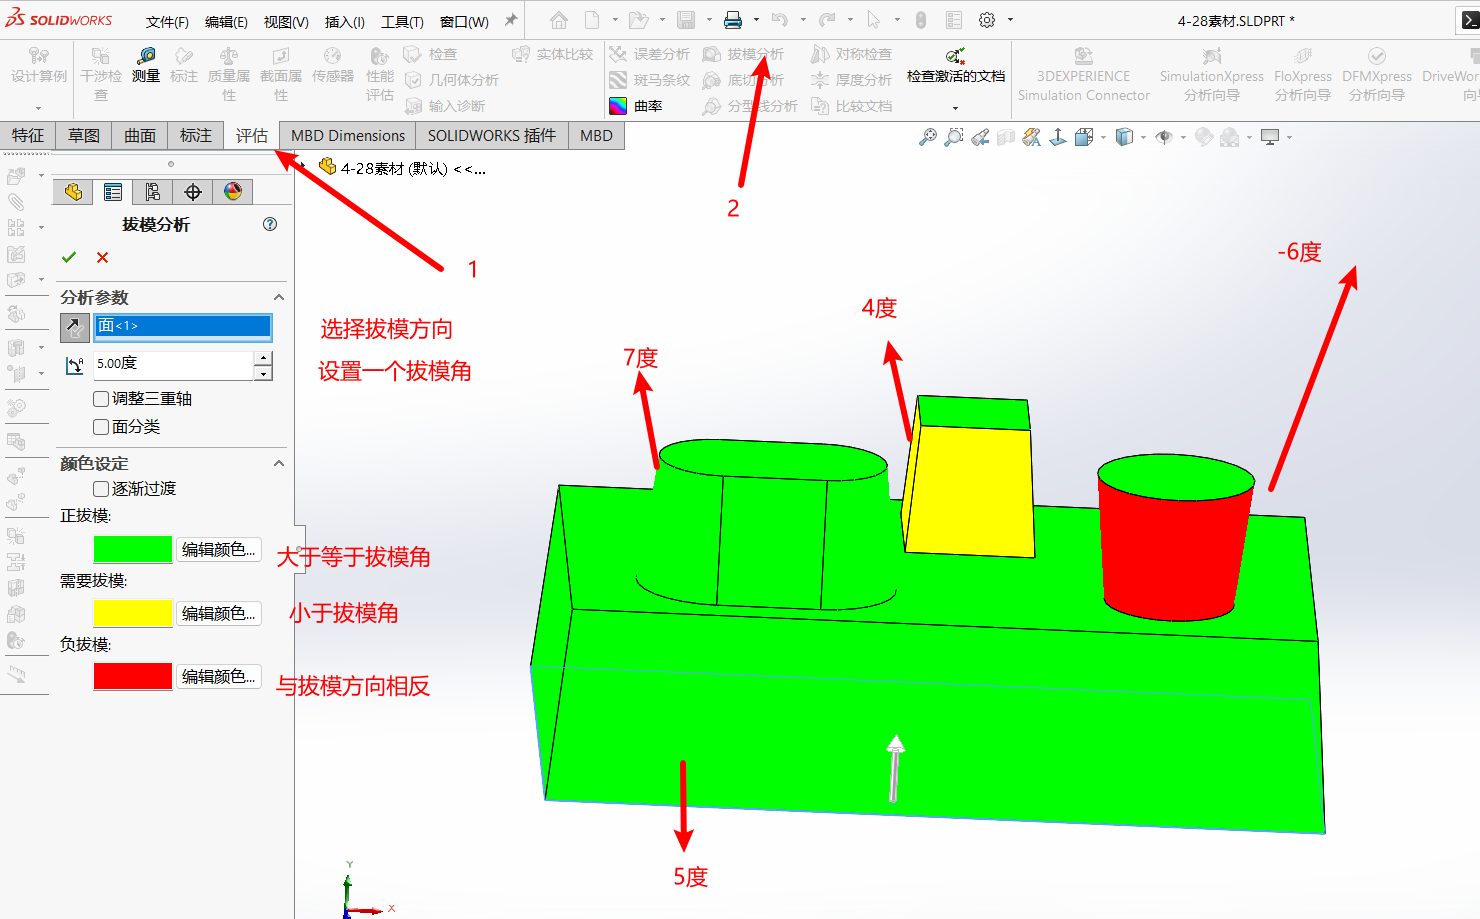 SOLIDWORKS 文件(F) 编辑(E) 视图(V) 插入(I) 工具(T) 窗口(W) 4-28素材.SLDPRT *
设计算例 干涉检查 测量 标注 质量属性 截面属性 传感器 性能评估 检查 几何体分析 输入诊断 实体比较 误差分析 斑马条纹 曲率 拔模分析 底切分析 分型线分析 对称检查 厚度分析 比较文档 检查激活的文档 3DEXPERIENCE Simulation Connector SimulationXpress 分析向导 FloXpress 分析向导 DFMXpress 分析向导 DriveWor 向导
特征 草图 曲面 标注 评估 MBD Dimensions SOLIDWORKS 插件 MBD
4-28素材 (默认) <<...
拔模分析
2
1
-6度
分析参数
面<1>
选择拔模方向
4度
5.00度
设置一个拔模角
7度
调整三重轴
面分类
颜色设定
逐渐过渡
正拔模:
编辑颜色...
大于等于拔模角
需要拔模:
编辑颜色...
小于拔模角
负拔模:
编辑颜色...
与拔模方向相反
5度
Y
X